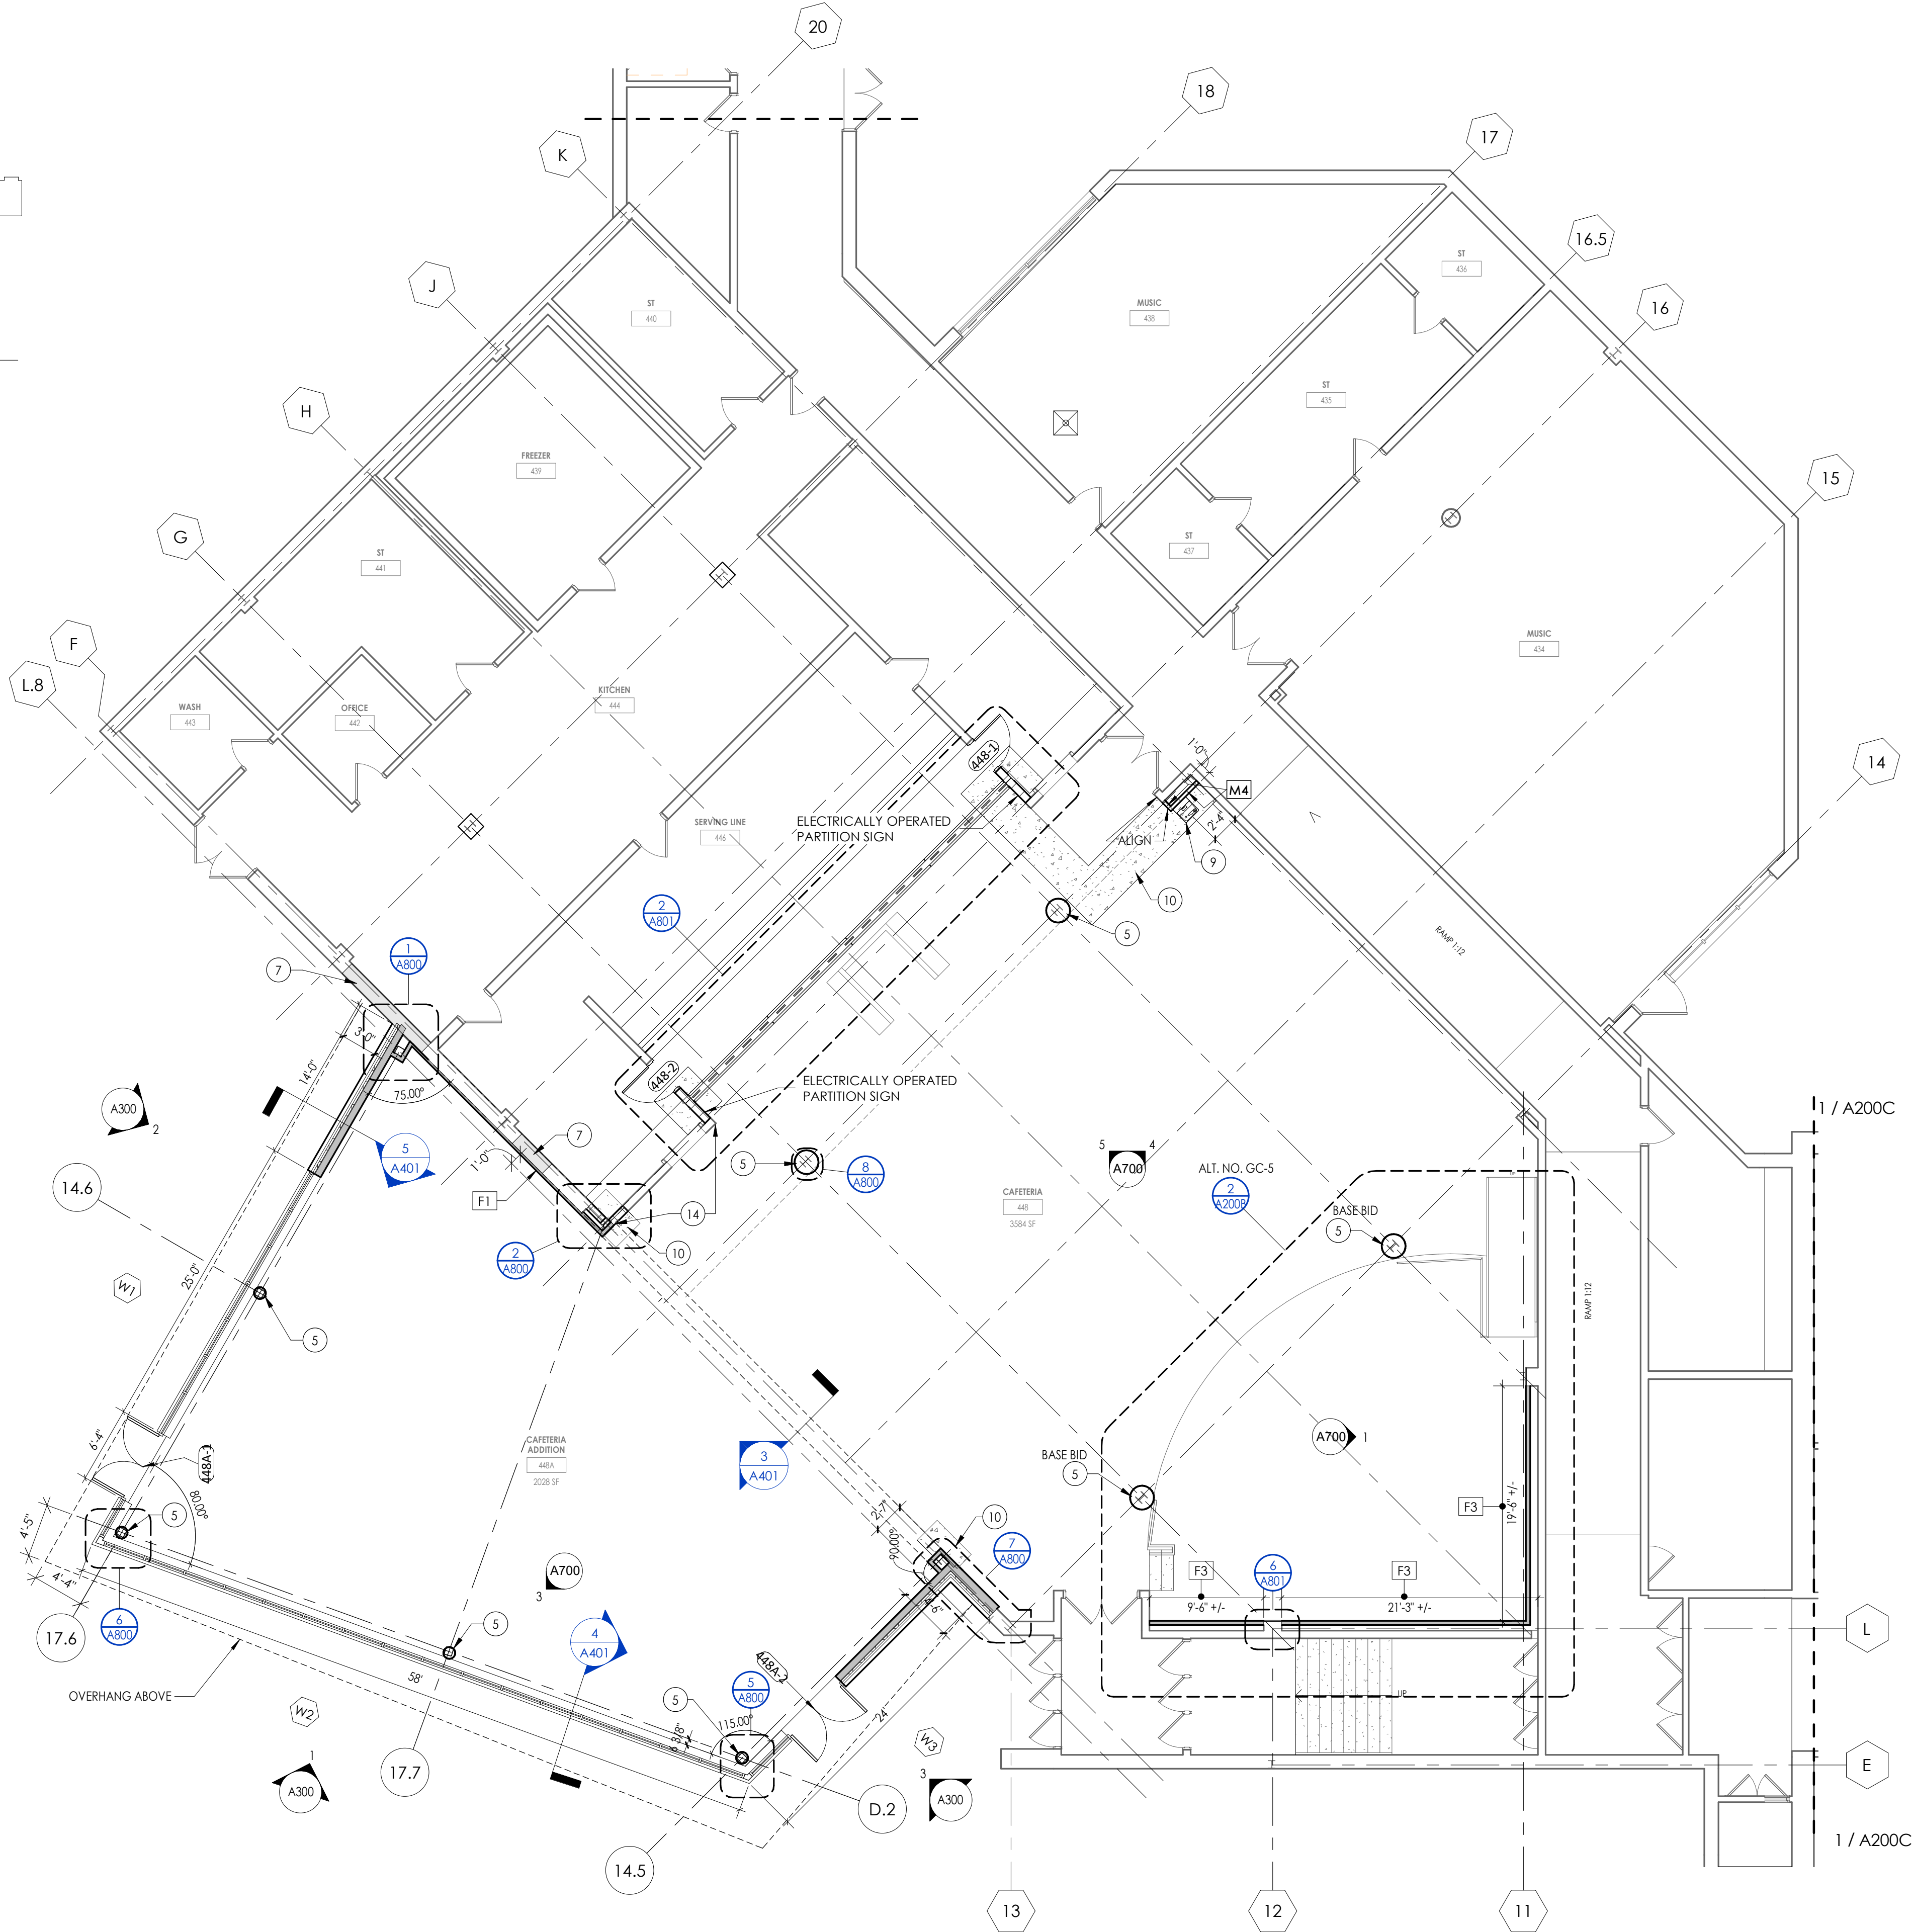 20
18
17
K
16.5
ST
436
J
16
MUSIC
438
ST
440
H
ST
435
FREEZER
439
15
G
ST
441
ST
437
F
MUSIC
434
L.8
KITCHEN
444
WASH
443
OFFICE
442
448-1
1'-0"
14
M4
ELECTRICALLY OPERATED
PARTITION SIGN
SERVING LINE
446
2'-4"
ALIGN
9
10
2
A801
5
RAMP 1:12
1
A800
7
3'-0"
14'-0"
75.00°
448-2
ELECTRICALLY OPERATED
PARTITION SIGN
A300
2
5
A401
7
1'-0"
5
8
A800
5
4
A700
ALT. NO. GC-5
2
A200B
1 / A200C
14.6
F1
14
CAFETERIA
448
3584 SF
BASE BID
5
10
2
A800
W1
25'-0"
5
RAMP 1:12
6'-4"
448A-1
80.00°
CAFETERIA
ADDITION
448A
2028 SF
3
A401
A700
1
BASE BID
5
F3
19'-6" +/-
4'-5"
5
2'-7"
10
90.00°
7
A800
4'-4"
A700
3
F3
6
A801
F3
9'-6" +/-
21'-3" +/-
4'-6"
17.6
6
A800
5
4
A401
L
OVERHANG ABOVE
58'
448A-2
5
5
A800
UP
W2
6 3/8"
115.00°
24'
W3
17.7
1
A300
3
A300
D.2
E
1 / A200C
14.5
13
12
11